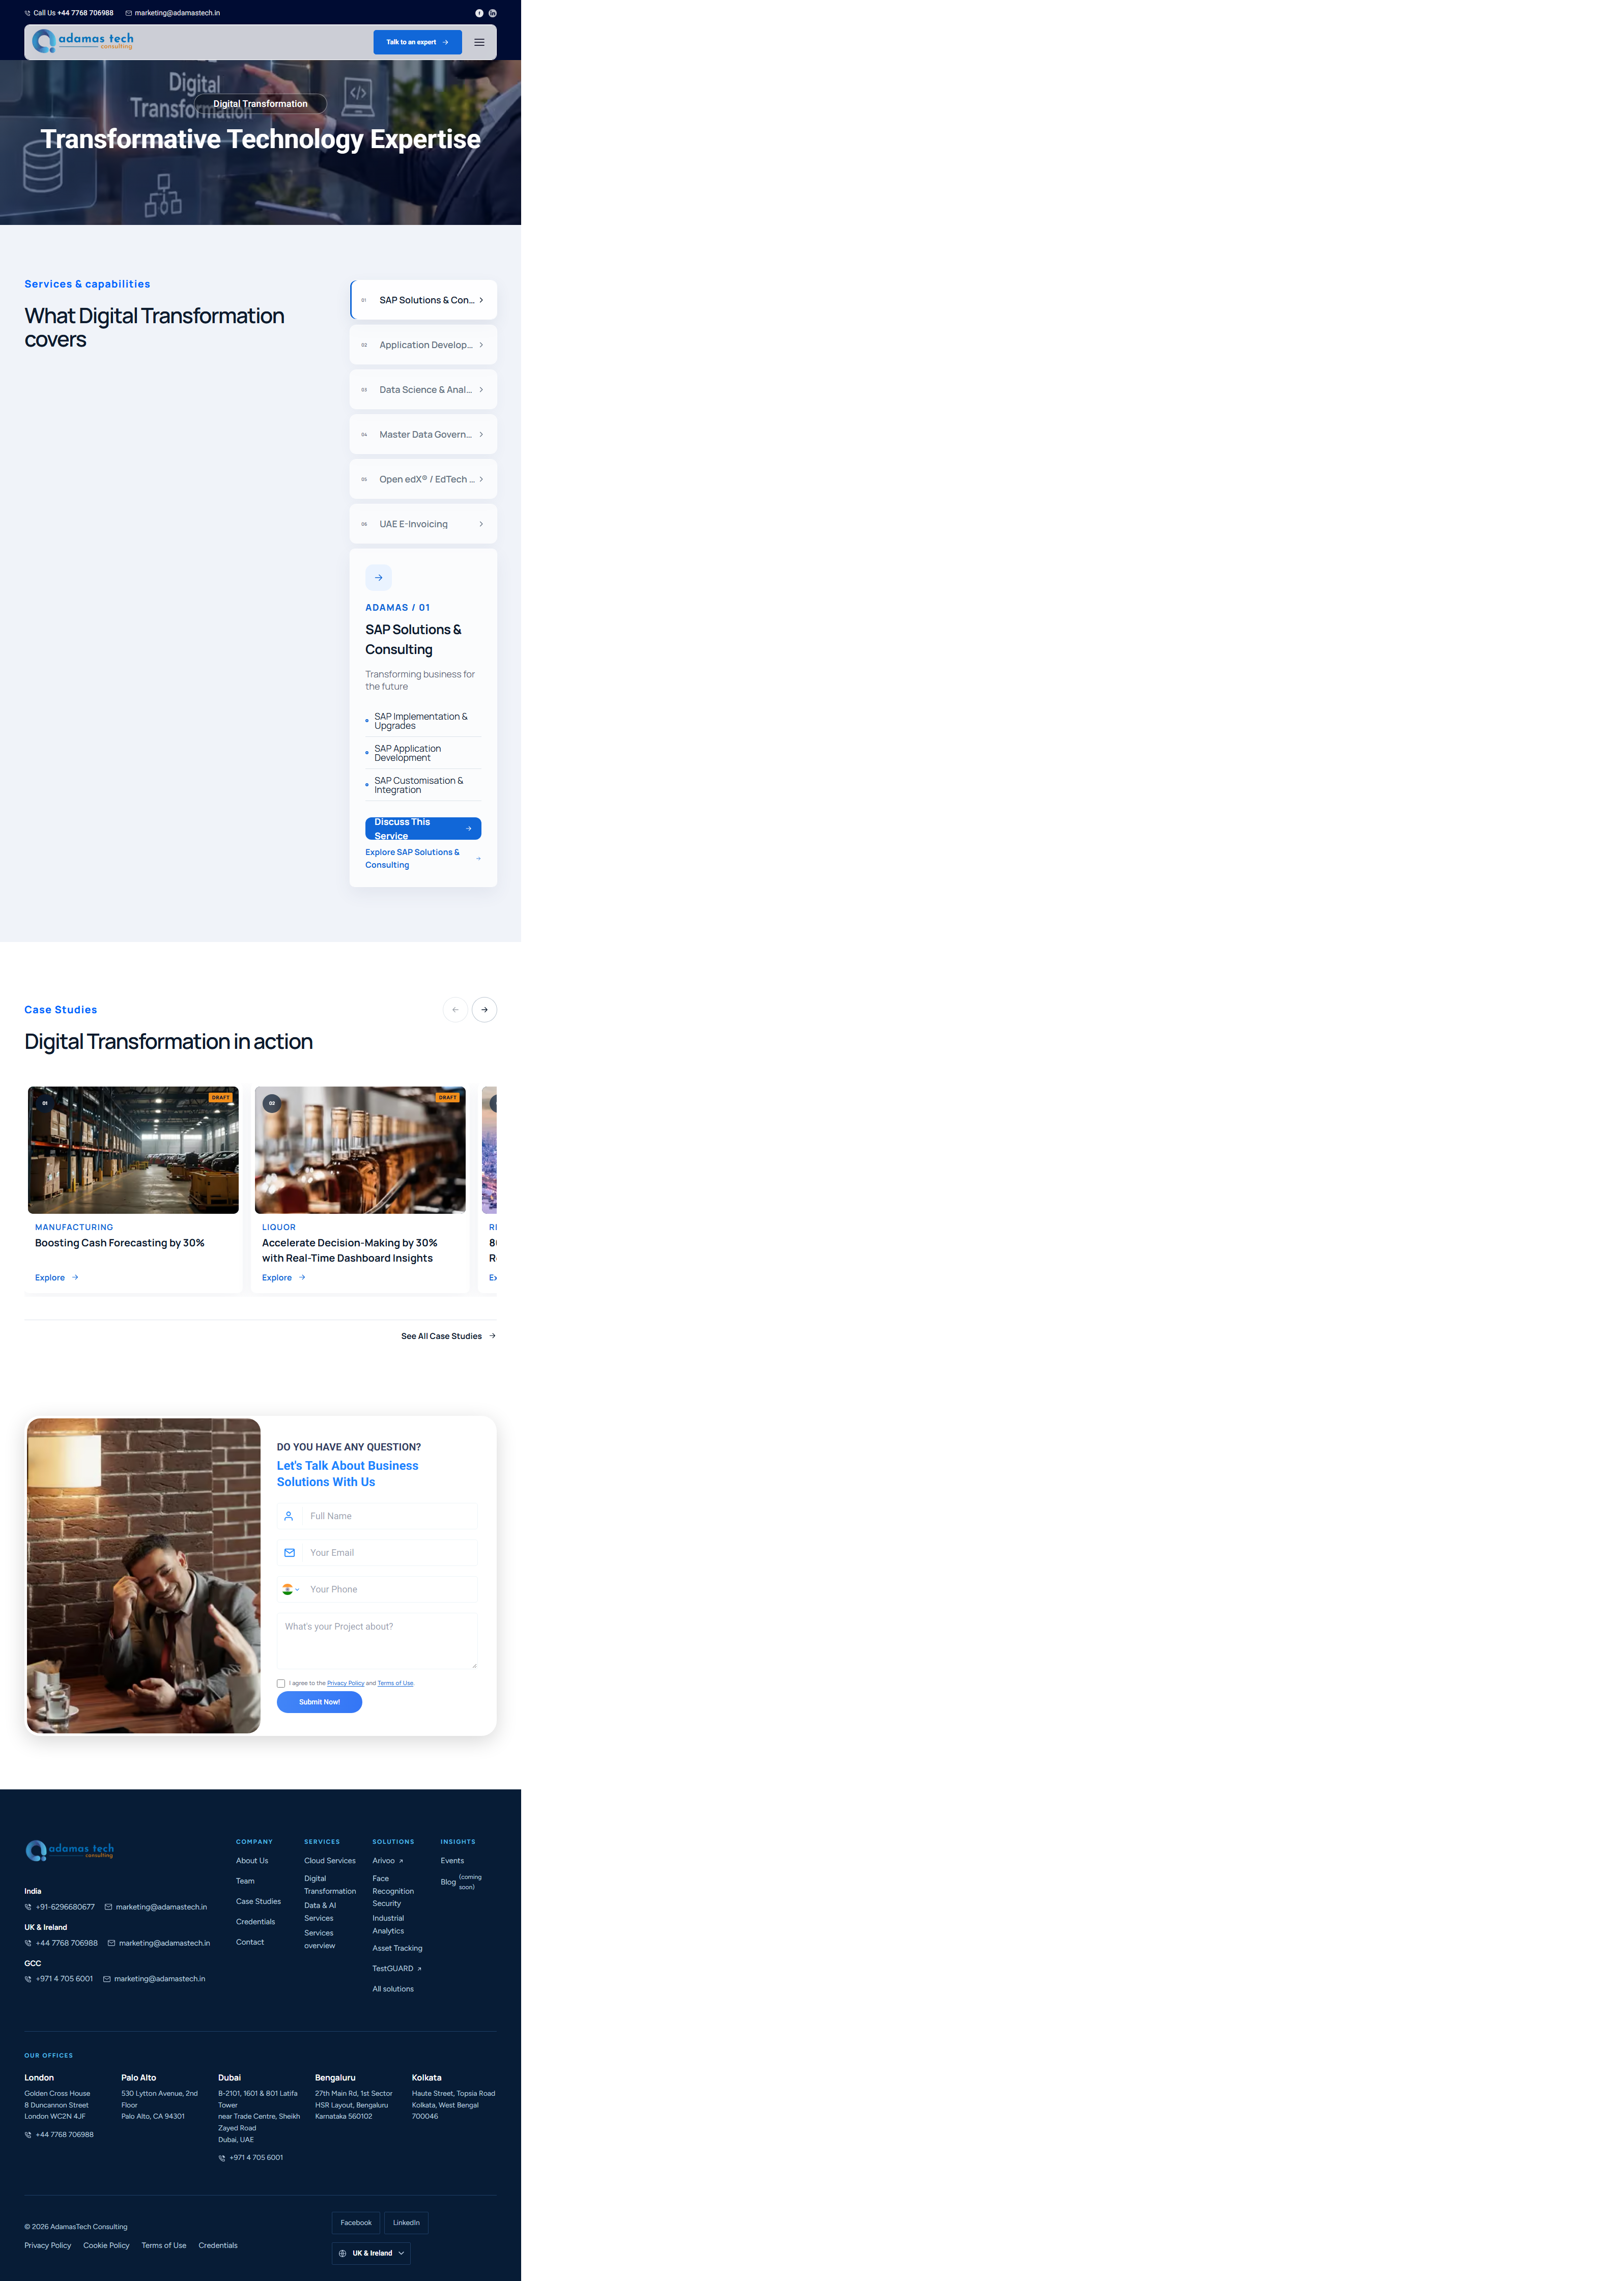 Call Us +44 7768 706988
marketing@adamastech.in
adamas tech
consulting
Talk to an expert
Digital
Transformation
Digital Transformation
Transformative Technology Expertise
Services & capabilities
What Digital Transformation
covers
01 SAP Solutions & Con...
02 Application Develop...
03 Data Science & Anal...
04 Master Data Govern...
05 Open edX® / EdTech ...
06 UAE E-Invoicing
ADAMAS / 01
SAP Solutions &
Consulting
Transforming business for
the future
SAP Implementation &
Upgrades
SAP Application
Development
SAP Customisation &
Integration
Discuss This
Service
Explore SAP Solutions &
Consulting
Case Studies
Digital Transformation in action
01
DRAFT
MANUFACTURING
Boosting Cash Forecasting by 30%
Explore
02
DRAFT
LIQUOR
Accelerate Decision-Making by 30%
with Real-Time Dashboard Insights
Explore
See All Case Studies
DO YOU HAVE ANY QUESTION?
Let's Talk About Business
Solutions With Us
Full Name
Your Email
Your Phone
What's your Project about?
I agree to the Privacy Policy and Terms of Use
Submit Now!
adamas tech
consulting
India
+91-6296680677 marketing@adamastech.in
UK & Ireland
+44 7768 706988 marketing@adamastech.in
GCC
+971 4 705 6001 marketing@adamastech.in
COMPANY
About Us
Team
Case Studies
Credentials
Contact
SERVICES
Cloud Services
Digital
Transformation
Data & AI
Services
Services
overview
SOLUTIONS
Arivoo
Face
Recognition
Security
Industrial
Analytics
Asset Tracking
TestGUARD
All solutions
INSIGHTS
Events
Blog (coming
soon)
OUR OFFICES
London
Golden Cross House
8 Duncannon Street
London WC2N 4JF
+44 7768 706988
Palo Alto
530 Lytton Avenue, 2nd
Floor
Palo Alto, CA 94301
Dubai
B-2101, 1601 & 801 Latifa
Tower
near Trade Centre, Sheikh
Zayed Road
Dubai, UAE
+971 4 705 6001
Bengaluru
27th Main Rd, 1st Sector
HSR Layout, Bengaluru
Karnataka 560102
Kolkata
Haute Street, Topsia Road
Kolkata, West Bengal
700046
© 2026 AdamasTech Consulting
Privacy Policy Cookie Policy Terms of Use Credentials
Facebook LinkedIn
UK & Ireland